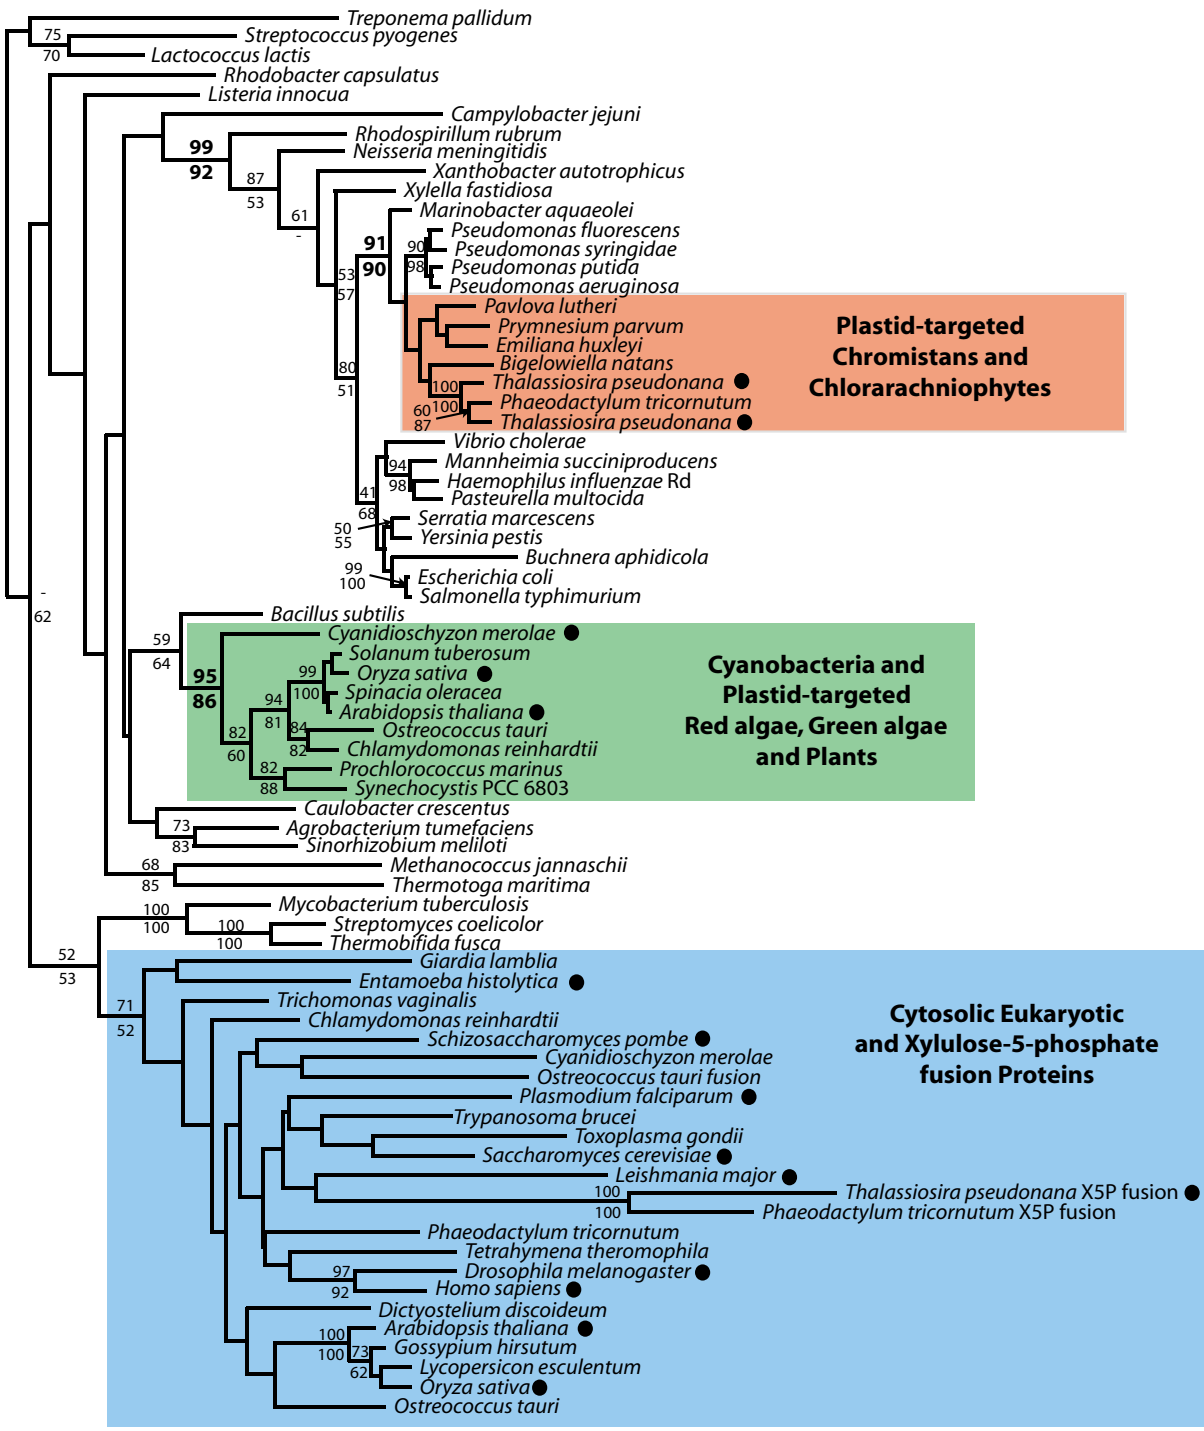 Treponema pallidum
75
Streptococcus pyogenes
70
Lactococcus lactis
Rhodobacter capsulatus
Listeria innocua
Campylobacter jejuni
99
Rhodospirillum rubrum
92
Neisseria meningitidis
87
Xanthobacter autotrophicus
53
Xylella fastidiosa
61
-
Marinobacter aquaeolei
91
90
Pseudomonas fluorescens
90
Pseudomonas syringidae
98
Pseudomonas putida
53
57
Pseudomonas aeruginosa
Pavlova lutheri
Prymnesium parvum
Emiliana huxleyi
Plastid-targeted
Chromistans and
Chlorarachniophytes
80
51
Bigelowiella natans
100
Thalassiosira pseudonana
100
Phaeodactylum tricornutum
60
87
Thalassiosira pseudonana
Vibrio cholerae
94
Mannheimia succiniproducens
98
Haemophilus influenzae Rd
41
Pasteurella multocida
68
Serratia marcescens
50
55
Yersinia pestis
Buchnera aphidicola
99
100
Escherichia coli
Salmonella typhimurium
-
62
Bacillus subtilis
59
64
Cyanidioschyzon merolae
95
86
Solanum tuberosum
99
Oryza sativa
100
Spinacia oleracea
94
81
Arabidopsis thaliana
84
Ostreococcus tauri
82
60
82
Chlamydomonas reinhardtii
82
Prochlorococcus marinus
88
Synechocystis PCC 6803
Cyanobacteria and
Plastid-targeted
Red algae, Green algae
and Plants
Caulobacter crescentus
73
Agrobacterium tumefaciens
83
Sinorhizobium meliloti
68
Methanococcus jannaschii
85
Thermotoga maritima
100
Mycobacterium tuberculosis
100
100
Streptomyces coelicolor
100
Thermobifida fusca
52
53
Giardia lamblia
Entamoeba histolytica
71
Trichomonas vaginalis
52
Chlamydomonas reinhardtii
Schizosaccharomyces pombe
Cyanidioschyzon merolae
Ostreococcus tauri fusion
Cytosolic Eukaryotic
and Xylulose-5-phosphate
fusion Proteins
Plasmodium falciparum
Trypanosoma brucei
Toxoplasma gondii
Saccharomyces cerevisiae
Leishmania major
100
Thalassiosira pseudonana X5P fusion
100
Phaeodactylum tricornutum X5P fusion
Phaeodactylum tricornutum
Tetrahymena theromophila
97
Drosophila melanogaster
92
Homo sapiens
Dictyostelium discoideum
100
Arabidopsis thaliana
100
73
Gossypium hirsutum
62
Lycopersicon esculentum
Oryza sativa
Ostreococcus tauri